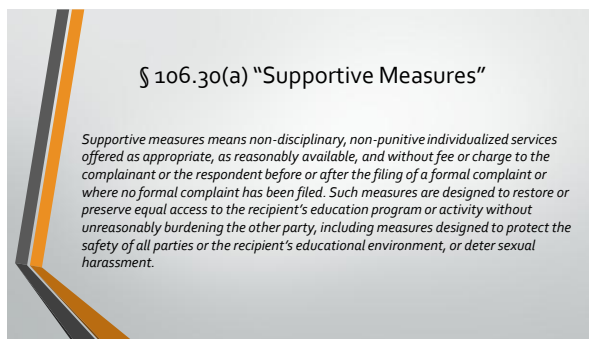 § 106.30(a) “Supportive Measures”
Supportive measures means non-disciplinary, non-punitive individualized services
offered as appropriate, as reasonably available, and without fee or charge to the
complainant or the respondent before or after the filing of a formal complaint or
where no formal complaint has been filed. Such measures are designed to restore or
preserve equal access to the recipient’s education program or activity without
unreasonably burdening the other party, including measures designed to protect the
safety of all parties or the recipient’s educational environment, or deter sexual
harassment.